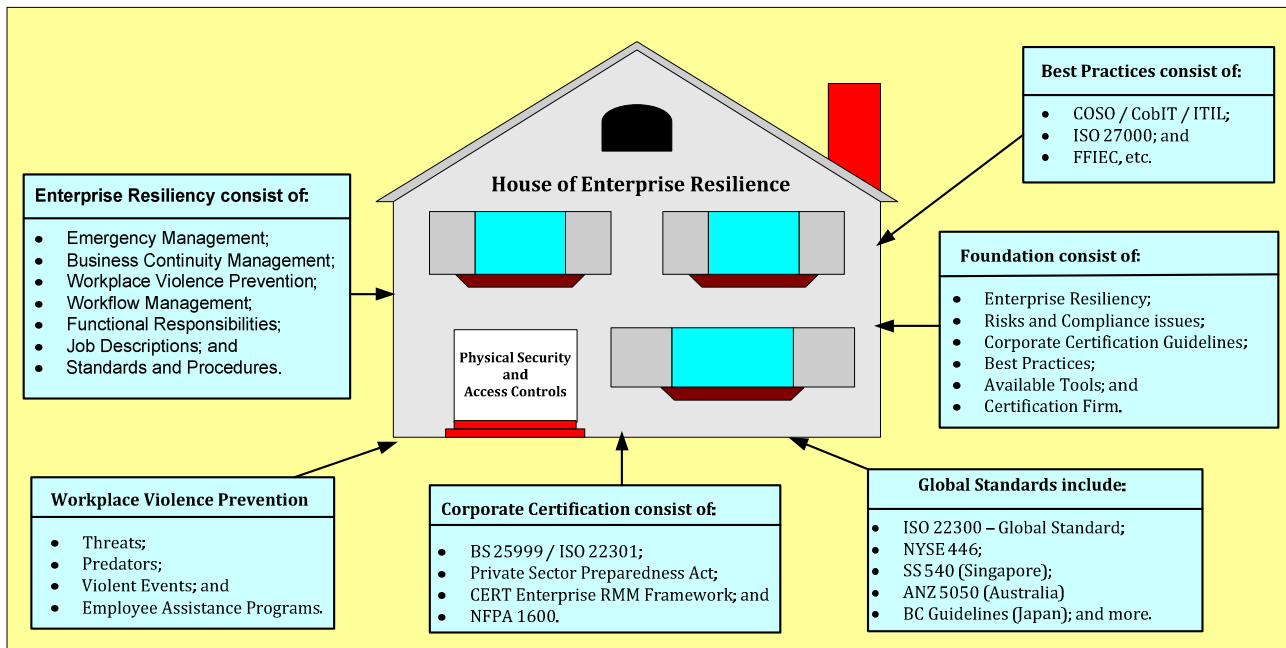 House of Enterprise Resilience
Physical Security
and
Access Controls
Enterprise Resiliency consist of:
• Emergency Management;
• Business Continuity Management;
• Workplace Violence Prevention;
• Workflow Management;
• Functional Responsibilities;
• Job Descriptions; and
• Standards and Procedures.
Best Practices consist of:
• COSO / CobIT / ITIL;
• ISO 27000; and
• FFIEC, etc.
Foundation consist of:
• Enterprise Resiliency;
• Risks and Compliance issues;
• Corporate Certification Guidelines;
• Best Practices;
• Available Tools; and
• Certification Firm.
Workplace Violence Prevention
• Threats;
• Predators;
• Violent Events; and
• Employee Assistance Programs.
Corporate Certification consist of:
• BS 25999 / ISO 22301;
• Private Sector Preparedness Act;
• CERT Enterprise RMM Framework; and
• NFPA 1600.
Global Standards include:
• ISO 22300 – Global Standard;
• NYSE 446;
• SS 540 (Singapore);
• ANZ 5050 (Australia)
• BC Guidelines (Japan); and more.